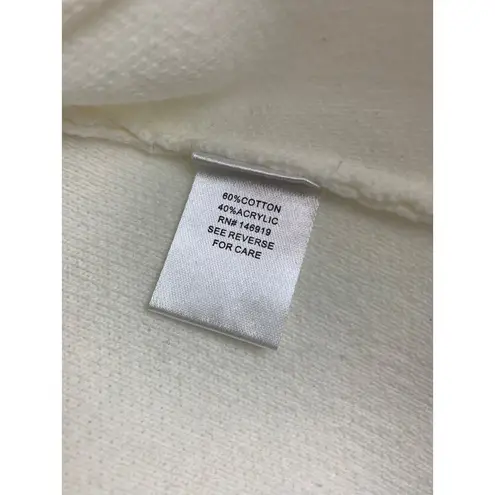 60%COTTON
40%ACRYLIC
RN# 146919
SEE REVERSE
FOR CARE